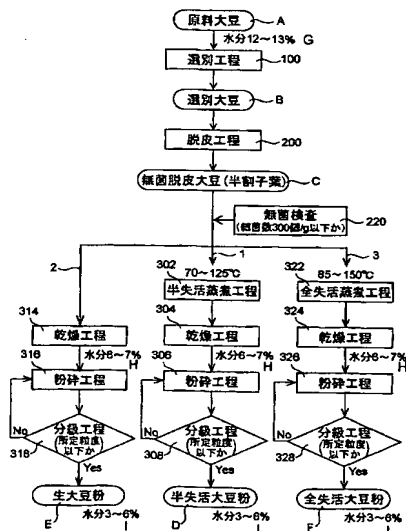 原料大豆
A
水分12~13%
G
選別工程
100
選別大豆
B
脱皮工程
200
無菌脱皮大豆(半割子葉)
C
無菌検査
(細菌数300個/g以下か)
220
2
1
3
302
70~125℃
322
85~150℃
半失活蒸煮工程
全失活蒸煮工程
314
304
324
乾燥工程
乾燥工程
乾燥工程
水分6~7%
H
水分6~7%
H
水分6~7%
H
316
306
326
粉砕工程
粉砕工程
粉砕工程
No
分級工程
(所定粒度
以下か)
318
No
分級工程
(所定粒度
以下か)
308
No
分級工程
(所定粒度
以下か)
328
Yes
Yes
Yes
生大豆粉
半失活大豆粉
全失活大豆粉
E
水分3~6%
D
水分3~6%
F
水分3~6%